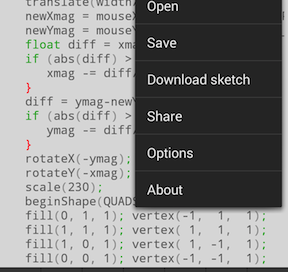 translate(width/
newXmag = mouseX
newYmag = mouseY
float diff = xma
if (abs(diff) >
xmag -= diff/
}
diff = ymag-newY
if (abs(diff) >
ymag -= diff/
}
rotateX(-ymag);
rotateY(-xmag);
scale(230);
beginShape(QUADS
fill(0, 1, 1); vertex(-1,  1,  1);
fill(1, 1, 1); vertex( 1,  1,  1);
fill(1, 0, 1); vertex( 1, -1,  1);
fill(0, 0, 1); vertex(-1, -1,  1);
Open
Save
Download sketch
Share
Options
About